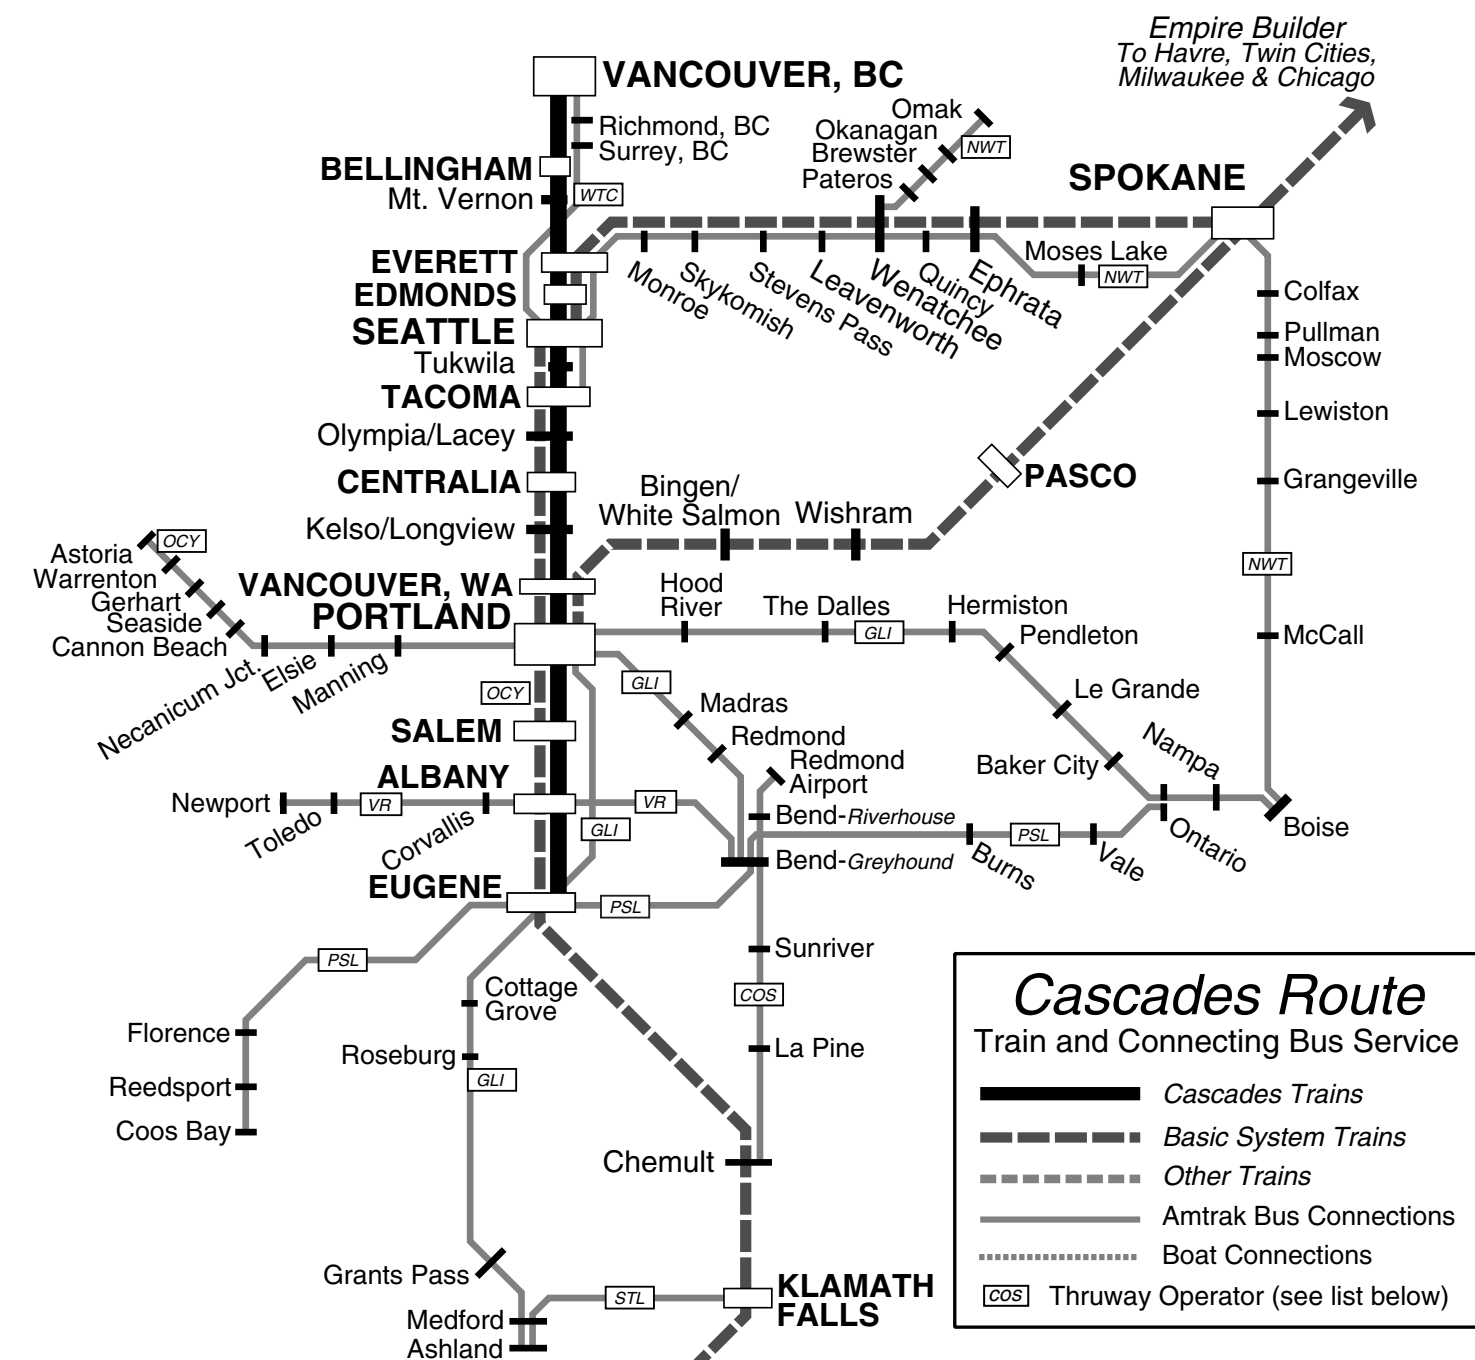 Empire Builder
To Havre, Twin Cities,
Milwaukee & Chicago
VANCOUVER, BC
Richmond, BC
Surrey, BC
BELLINGHAM
Mt. Vernon
WTC
Omak
Okanagan
Brewster
Pateros
NWT
SPOKANE
EVERETT
EDMONDS
SEATTLE
Tukwila
TACOMA
Olympia/Lacey
CENTRALIA
Kelso/Longview
VANCOUVER, WA
PORTLAND
Monroe
Skykomish
Stevens Pass
Leavenworth
Wenatchee
Quincy
Ephrata
Moses Lake
NWT
Colfax
Pullman
Moscow
Lewiston
Grangeville
NWT
McCall
PASCO
Bingen/
White Salmon
Wishram
OCY
Astoria
Warrenton
Gerhart
Seaside
Cannon Beach
Necanicum Jct.
Elsie
Manning
Hood
River
The Dalles
GLI
Hermiston
Pendleton
Le Grande
Baker City
Nampa
Ontario
Boise
OCY
GLI
Madras
Redmond
Redmond
Airport
SALEM
ALBANY
Newport
Toledo
VR
Corvallis
VR
GLI
Bend-Riverhouse
Bend-Greyhound
Burns
PSL
Vale
EUGENE
PSL
PSL
Florence
Reedsport
Coos Bay
Cottage
Grove
Roseburg
GLI
Sunriver
COS
La Pine
Chemult
Grants Pass
Medford
Ashland
STL
KLAMATH
FALLS
Cascades Route
Train and Connecting Bus Service
Cascades Trains
Basic System Trains
Other Trains
Amtrak Bus Connections
Boat Connections
COS Thruway Operator (see list below)